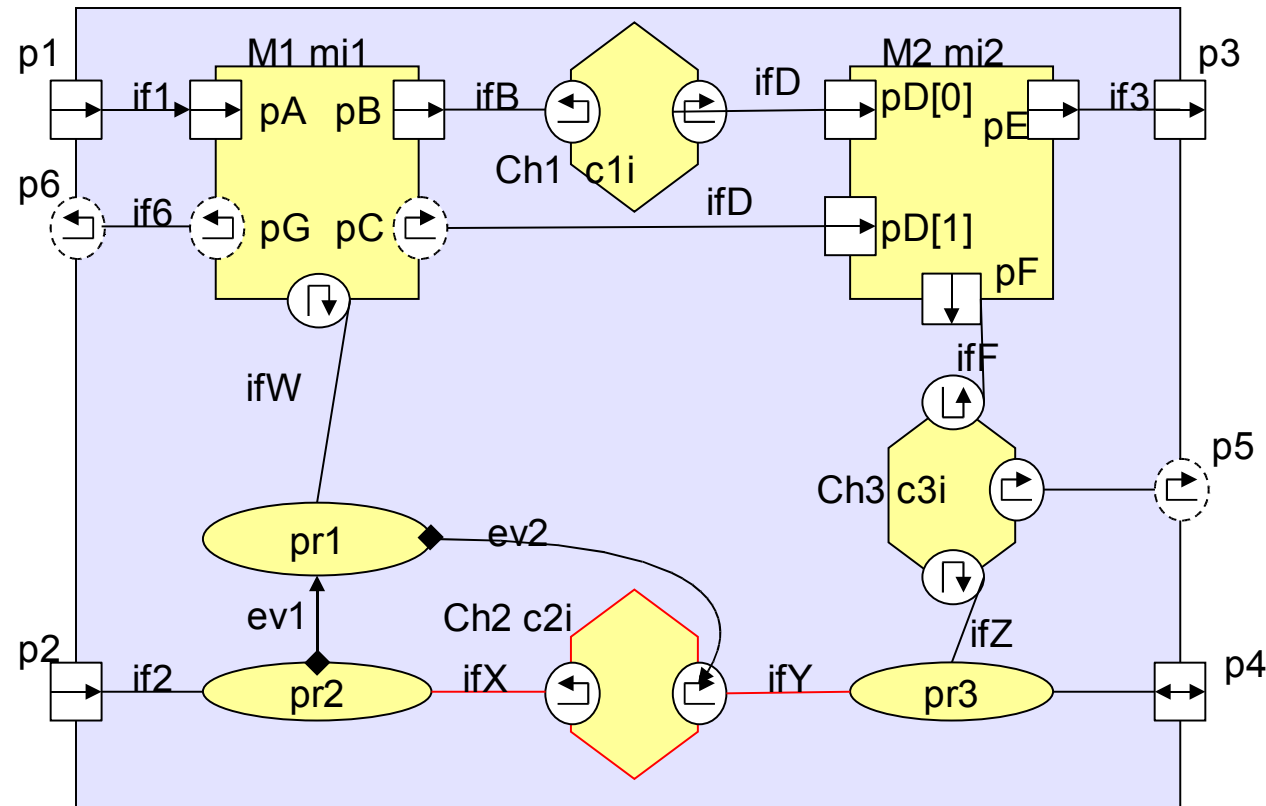 p1
M1 mi1
M2 mi2
p3
if1
pA
pB
ifB
ifD
pD[0]
pE
if3
Ch1 c1i
p6
if6
pG
pC
ifD
pD[1]
pF
ifW
ifF
Ch3 c3i
p5
pr1
ev2
ev1
Ch2 c2i
ifZ
p2
if2
pr2
ifX
ifY
pr3
p4